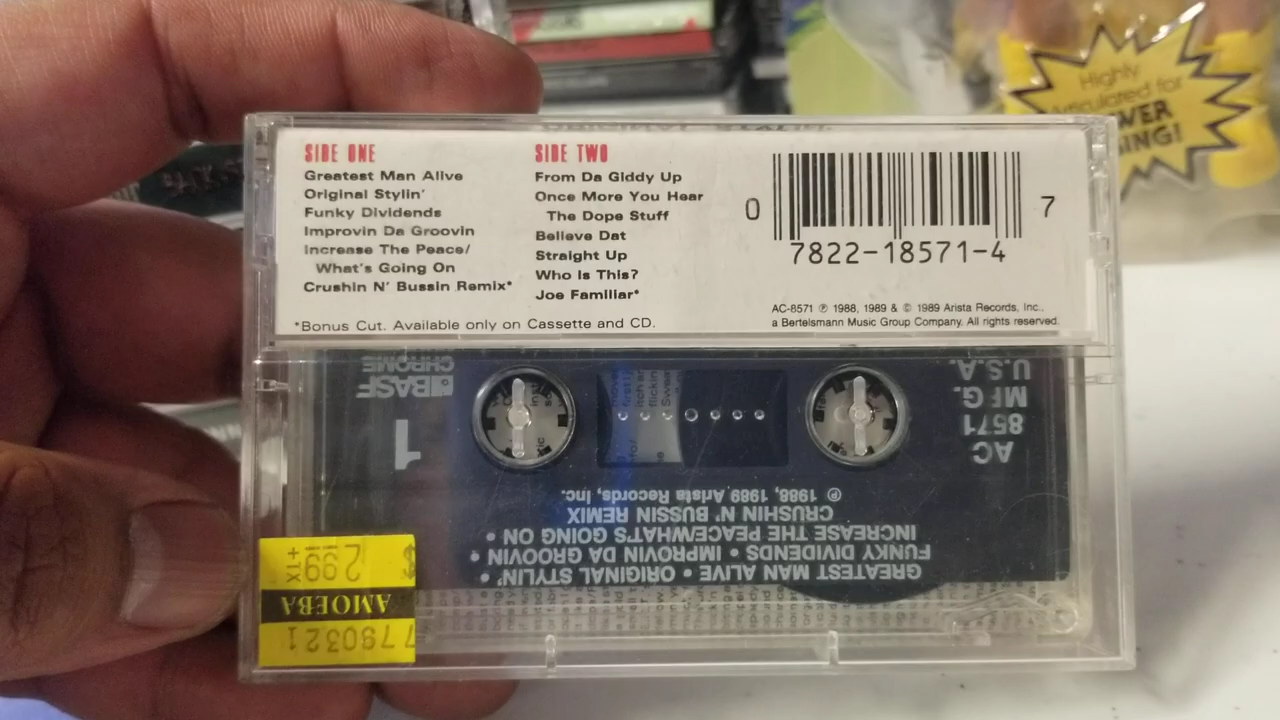 Highly
Articulated for
SIDE ONE
Greatest Man Alive
Original Stylin'
Funky Dividends
Improvin Da Groovin
Increase The Peace/
What's Going On
Crushin N' Bussin Remix*
*Bonus Cut. Available only on Cassette and CD.
SIDE TWO
From Da Giddy Up
Once More You Hear
The Dope Stuff
Believe Dat
Straight Up
Who Is This?
Joe Familiar*
0 7
7822-18571-4
AC-8571 ℗ 1988, 1989 & © 1989 Arista Records, Inc.,
a Bertelsmann Music Group Company. All rights reserved.
GREATEST MAN ALIVE • ORIGINAL STYLIN' •
FUNKY DIVIDENDS • IMPROVIN DA GROOVIN •
INCREASE THE PEACE/WHATS GOING ON •
CRUSHIN N' BUSSIN REMIX
℗ 1988, 1989 Arista Records, Inc.
AC
8571
MFG.
U.S.A.
1
BASF
CHROME
7790321
AMOEBA
$ 2.99
+TX